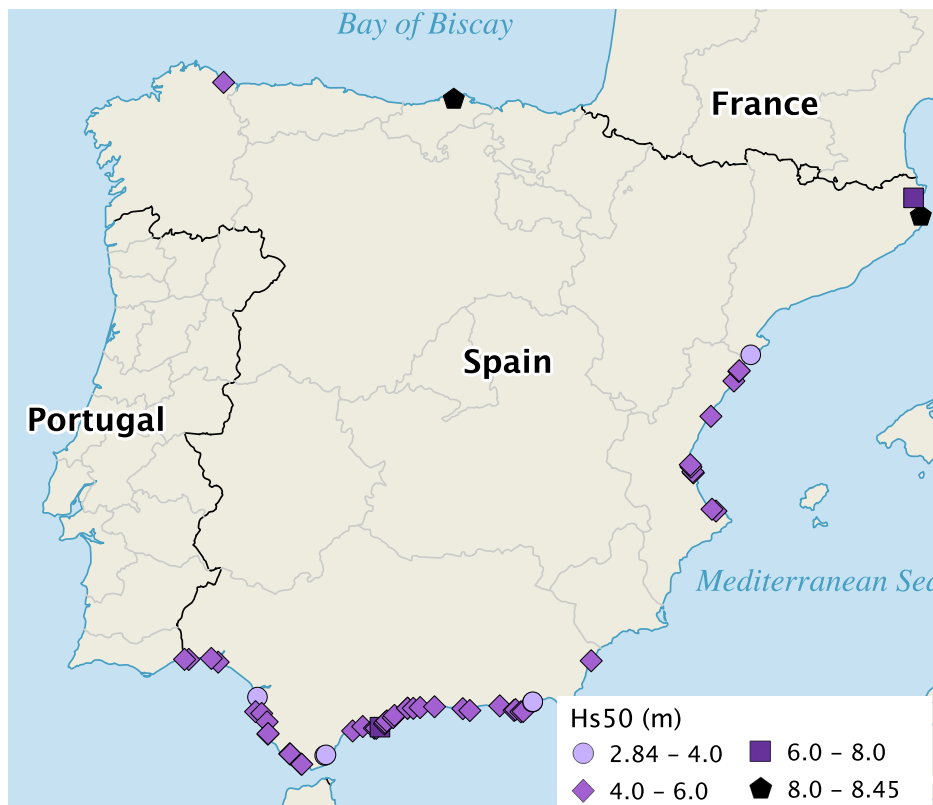 Bay of Biscay
France
Spain
Portugal
Mediterranean Sea
Hs50 (m)
2.84 – 4.0
6.0 – 8.0
4.0 – 6.0
8.0 – 8.45